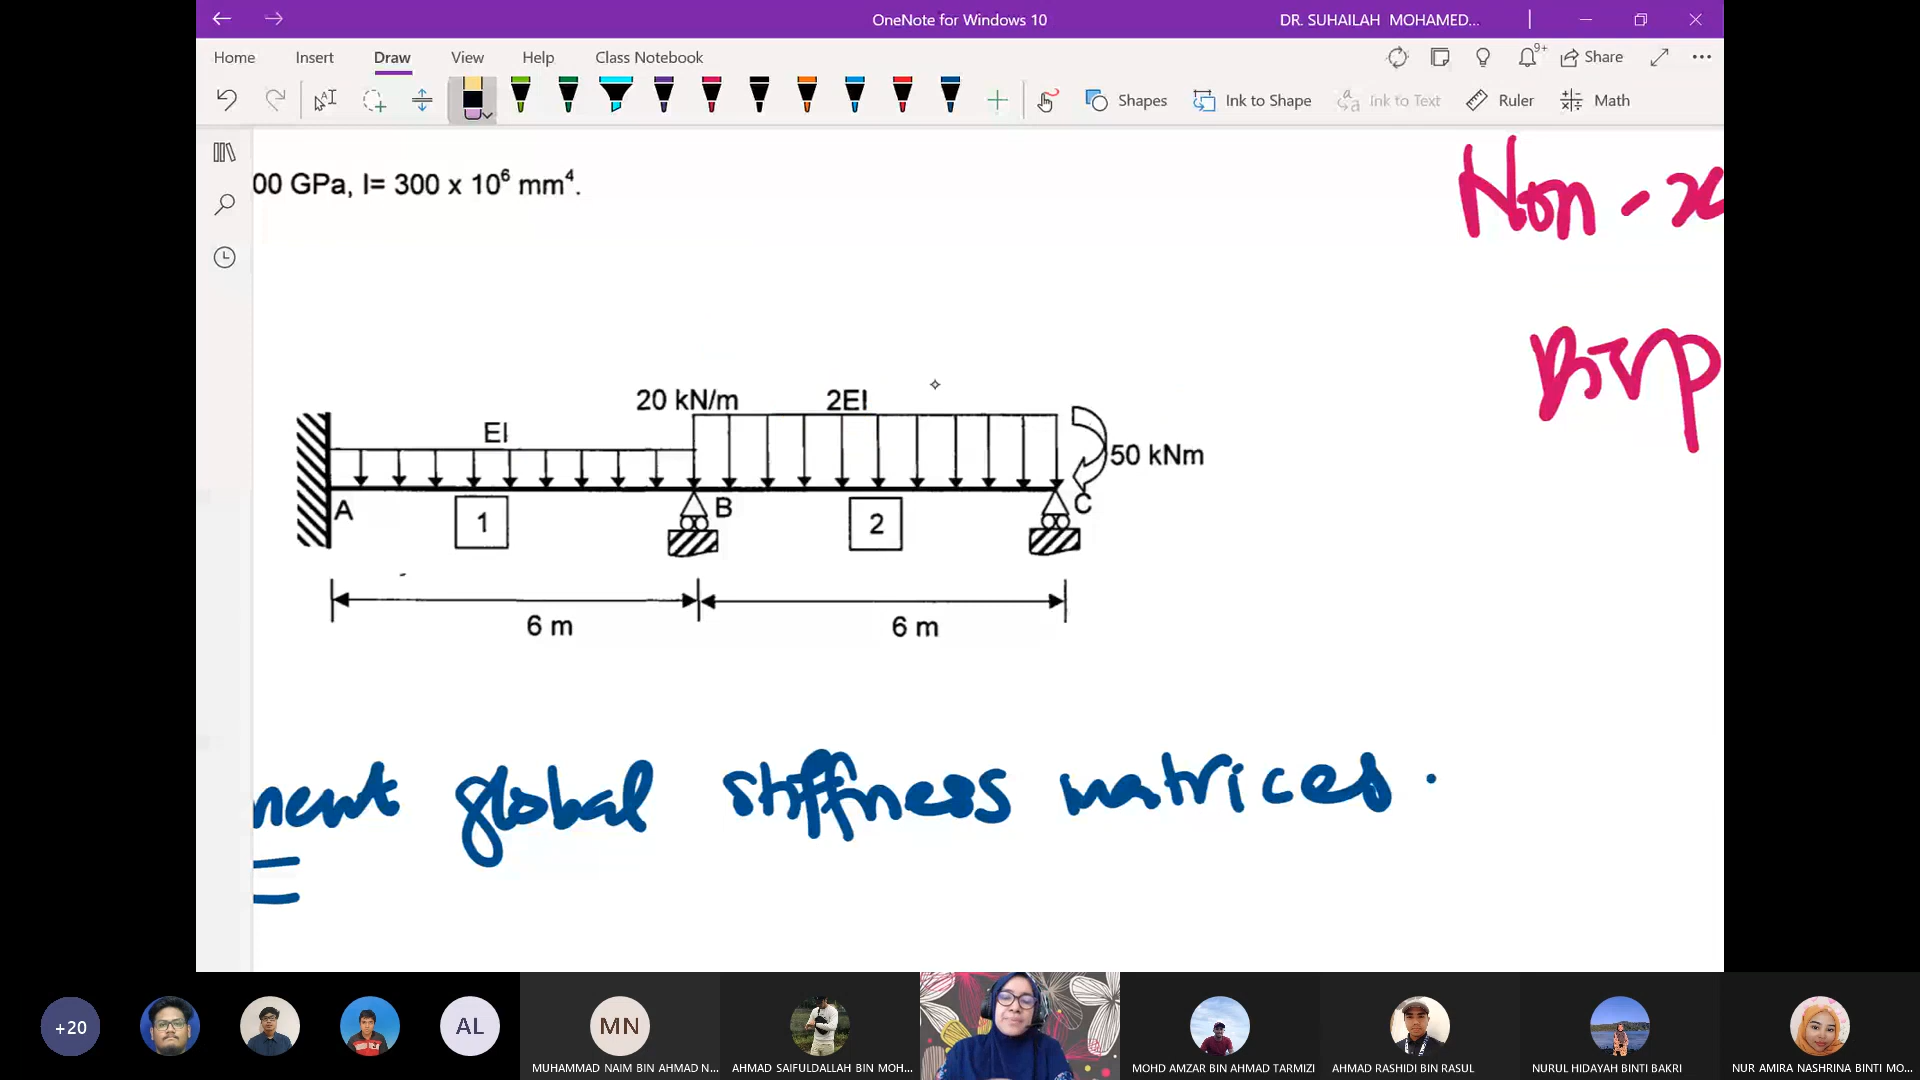 OneNote for Windows 10
DR. SUHAILAH MOHAMED...
Home Insert Draw View Help Class Notebook
9+ Share
Shapes Ink to Shape Ink to Text Ruler Math
00 GPa, I= 300 x 10⁶ mm⁴.
Non-
20 kN/m 2EI
EI
50 kNm
A B C
1 2
6 m 6 m
ment global stiffness matrices.
=
+20 AL MN
MUHAMMAD NAIM BIN AHMAD N... AHMAD SAIFULDALLAH BIN MOH... MOHD AMZAR BIN AHMAD TARMIZI AHMAD RASHIDI BIN RASUL NURUL HIDAYAH BINTI BAKRI NUR AMIRA NASHRINA BINTI MO...